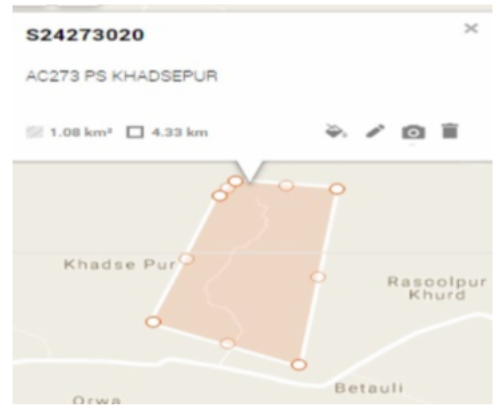 S24273020
AC273 PS KHADSEPUR
1.08 km² 4.33 km
Khadse Pur
Rasoolpur
Khurd
Betauli
Orwa